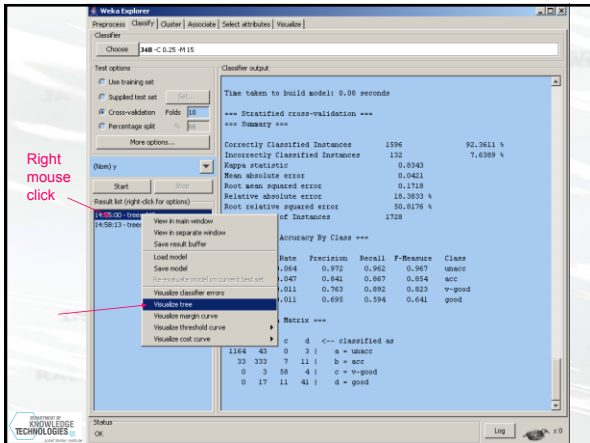 Weka Explorer
Preprocess Classify Cluster Associate Select attributes Visualize
Classifier
Choose J48 -C 0.25 -M 15
Test options
Use training set
Supplied test set Set...
Cross-validation Folds 10
Percentage split % 66
More options...
(Nom) y
Start Stop
Result list (right-click for options)
14:55:00 - trees
14:58:13 - trees
Right
mouse
click
View in main window
View in separate window
Save result buffer
Load model
Save model
Re-evaluate model on current test set
Visualize classifier errors
Visualize tree
Visualize margin curve
Visualize threshold curve
Visualize cost curve
Classifier output
Time taken to build model: 0.08 seconds
=== Stratified cross-validation ===
=== Summary ===
Correctly Classified Instances 1596 92.3611 %
Incorrectly Classified Instances 132 7.6389 %
Kappa statistic 0.8343
Mean absolute error 0.0421
Root mean squared error 0.1718
Relative absolute error 18.3833 %
Root relative squared error 50.8176 %
of Instances 1728
Accuracy By Class ===
Rate Precision Recall F-Measure Class
0.064 0.972 0.962 0.967 unacc
0.047 0.841 0.867 0.854 acc
0.011 0.763 0.892 0.823 v-good
0.011 0.695 0.594 0.641 good
Matrix ===
c d <-- classified as
1164 43 0 3 | a = unacc
33 333 7 11 | b = acc
0 3 58 4 | c = v-good
0 17 11 41 | d = good
Status
OK
Log x 0
DEPARTMENT OF
KNOWLEDGE
TECHNOLOGIES
Jožef Stefan Institute